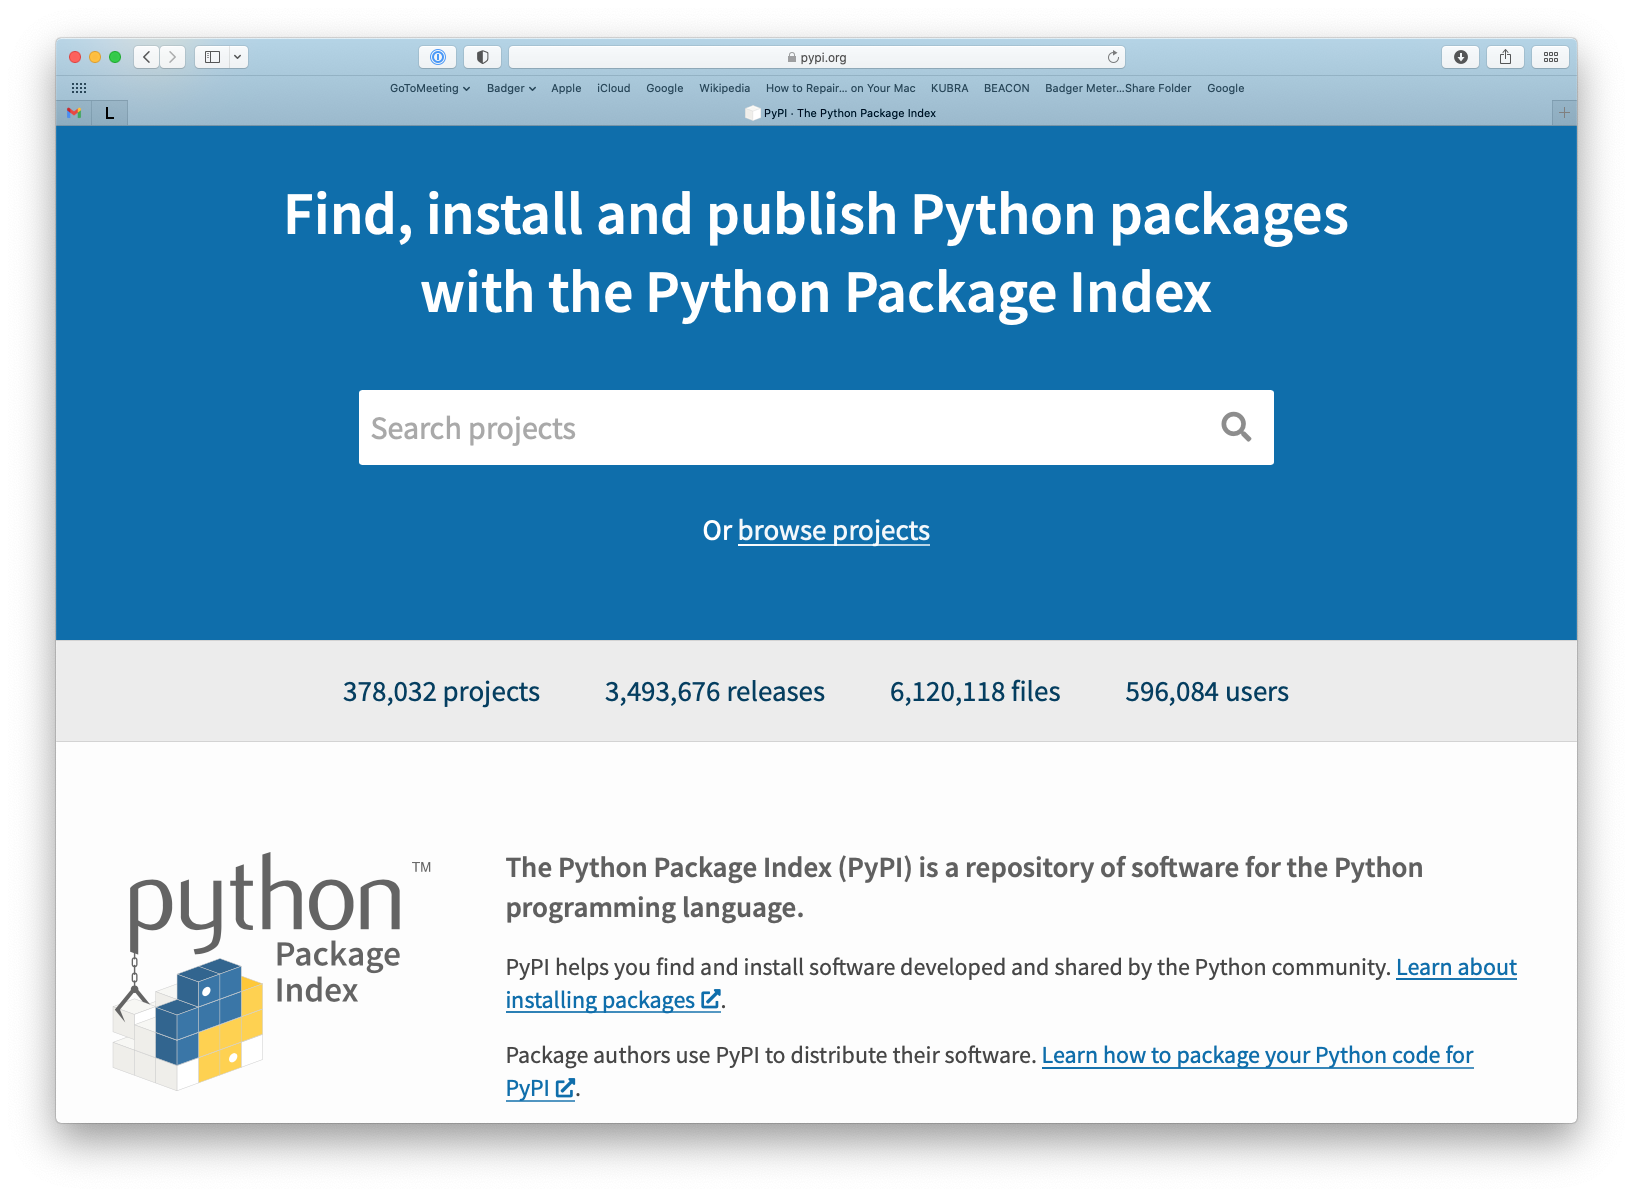 pypi.org
GoToMeeting Badger Apple iCloud Google Wikipedia How to Repair... on Your Mac KUBRA BEACON Badger Meter...Share Folder Google
L PyPI · The Python Package Index
Find, install and publish Python packages
with the Python Package Index
Search projects
Or browse projects
378,032 projects 3,493,676 releases 6,120,118 files 596,084 users
python TM
Package
Index
The Python Package Index (PyPI) is a repository of software for the Python
programming language.
PyPI helps you find and install software developed and shared by the Python community. Learn about
installing packages.
Package authors use PyPI to distribute their software. Learn how to package your Python code for
PyPI.